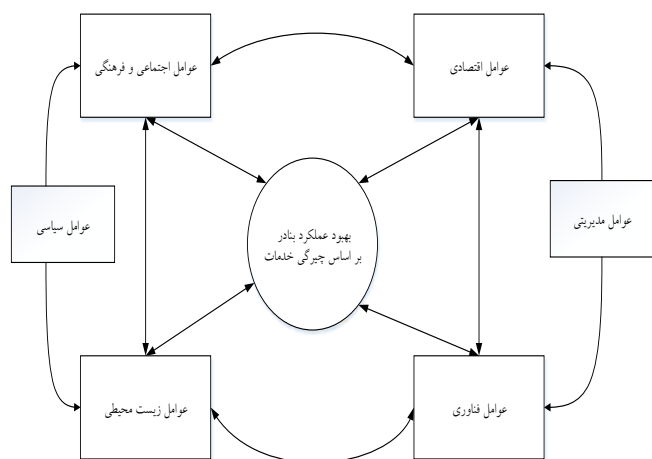 عوامل اقتصادی
عوامل اجتماعی و فرهنگی
عوامل مدیریتی
عوامل سیاسی
بهبود عملکرد بنادر
بر اساس چیرگی خدمات
عوامل فناوری
عوامل زیست محیطی